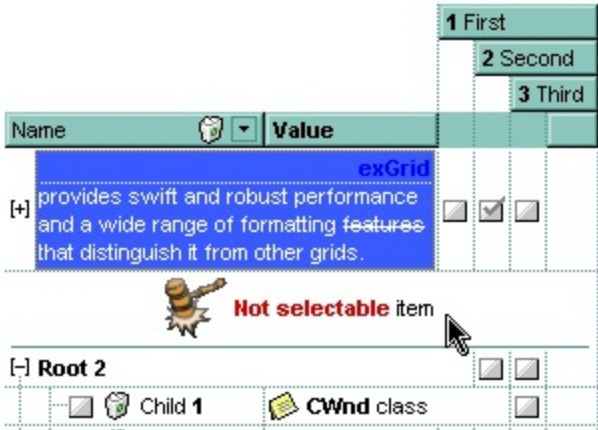 1 First
2 Second
3 Third
Name Value
exGrid
[+] provides swift and robust performance
and a wide range of formatting features
that distinguish it from other grids.
Not selectable item
[-] Root 2
Child 1 CWnd class